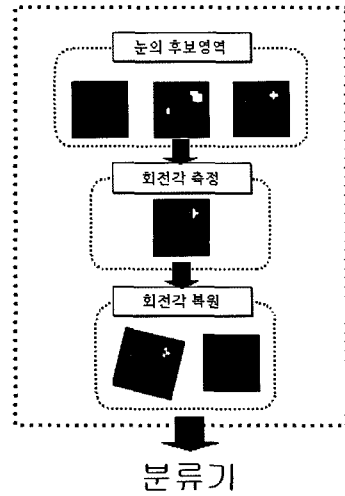 눈의 후보영역
회전각 측정
회전각 복원
분류기